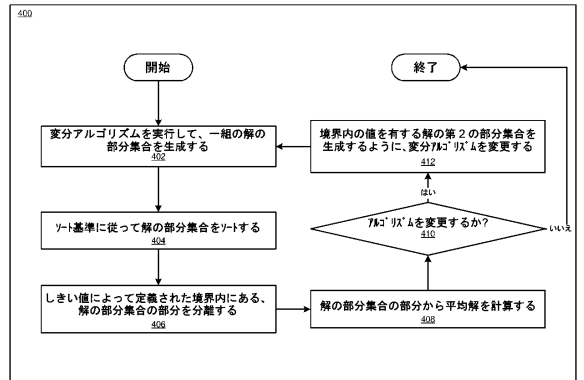 400
開始
終了
変分アルゴリズムを実行して、一組の解の
部分集合を生成する
402
境界内の値を有する解の第2の部分集合を
生成するように、変分アルゴリズムを変更する
412
はい
ソート基準に従って解の部分集合をソートする
404
アルゴリズムを変更するか?
410
いいえ
しきい値によって定義された境界内にある、
解の部分集合の部分を分離する
406
解の部分集合の部分から平均解を計算する
408